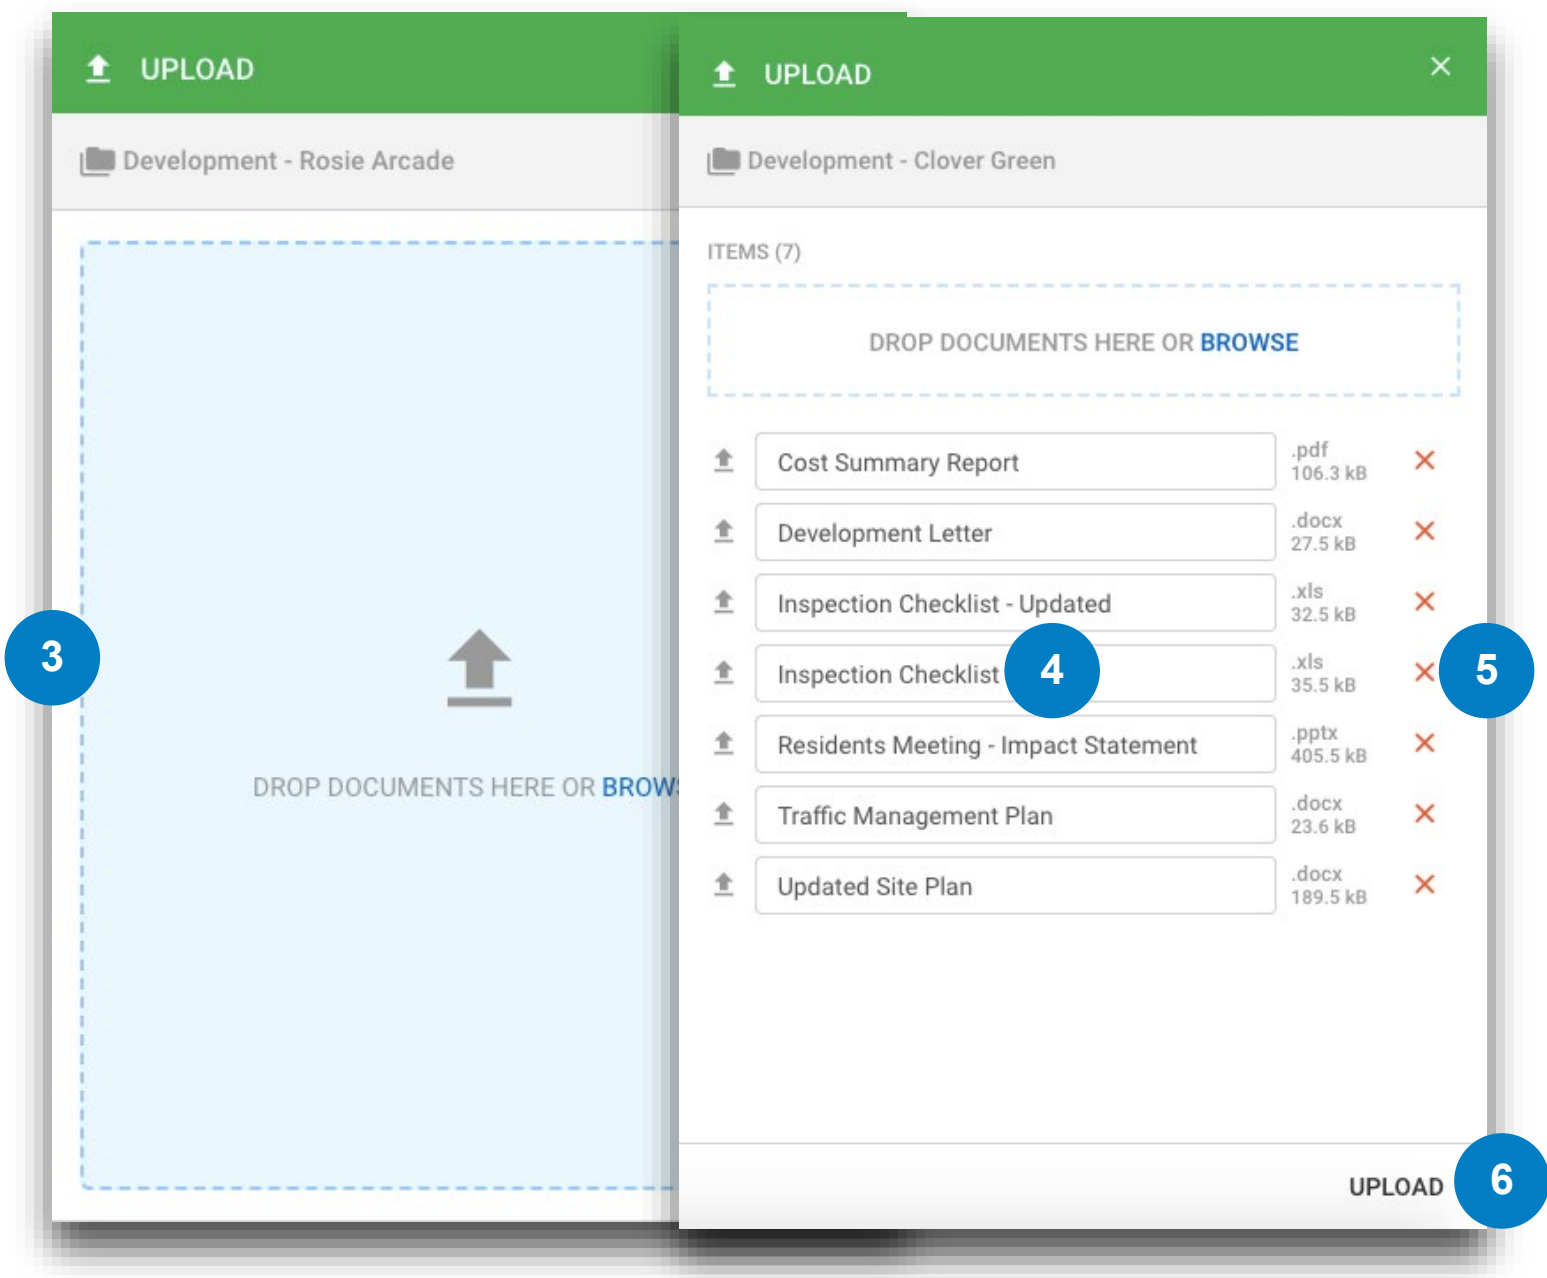 UPLOAD
Development - Rosie Arcade
3
DROP DOCUMENTS HERE OR BROWS
UPLOAD
Development - Clover Green
ITEMS (7)
DROP DOCUMENTS HERE OR BROWSE
Cost Summary Report .pdf 106.3 kB
Development Letter .docx 27.5 kB
Inspection Checklist - Updated .xls 32.5 kB
Inspection Checklist 4 .xls 35.5 kB 5
Residents Meeting - Impact Statement .pptx 405.5 kB
Traffic Management Plan .docx 23.6 kB
Updated Site Plan .docx 189.5 kB
UPLOAD 6